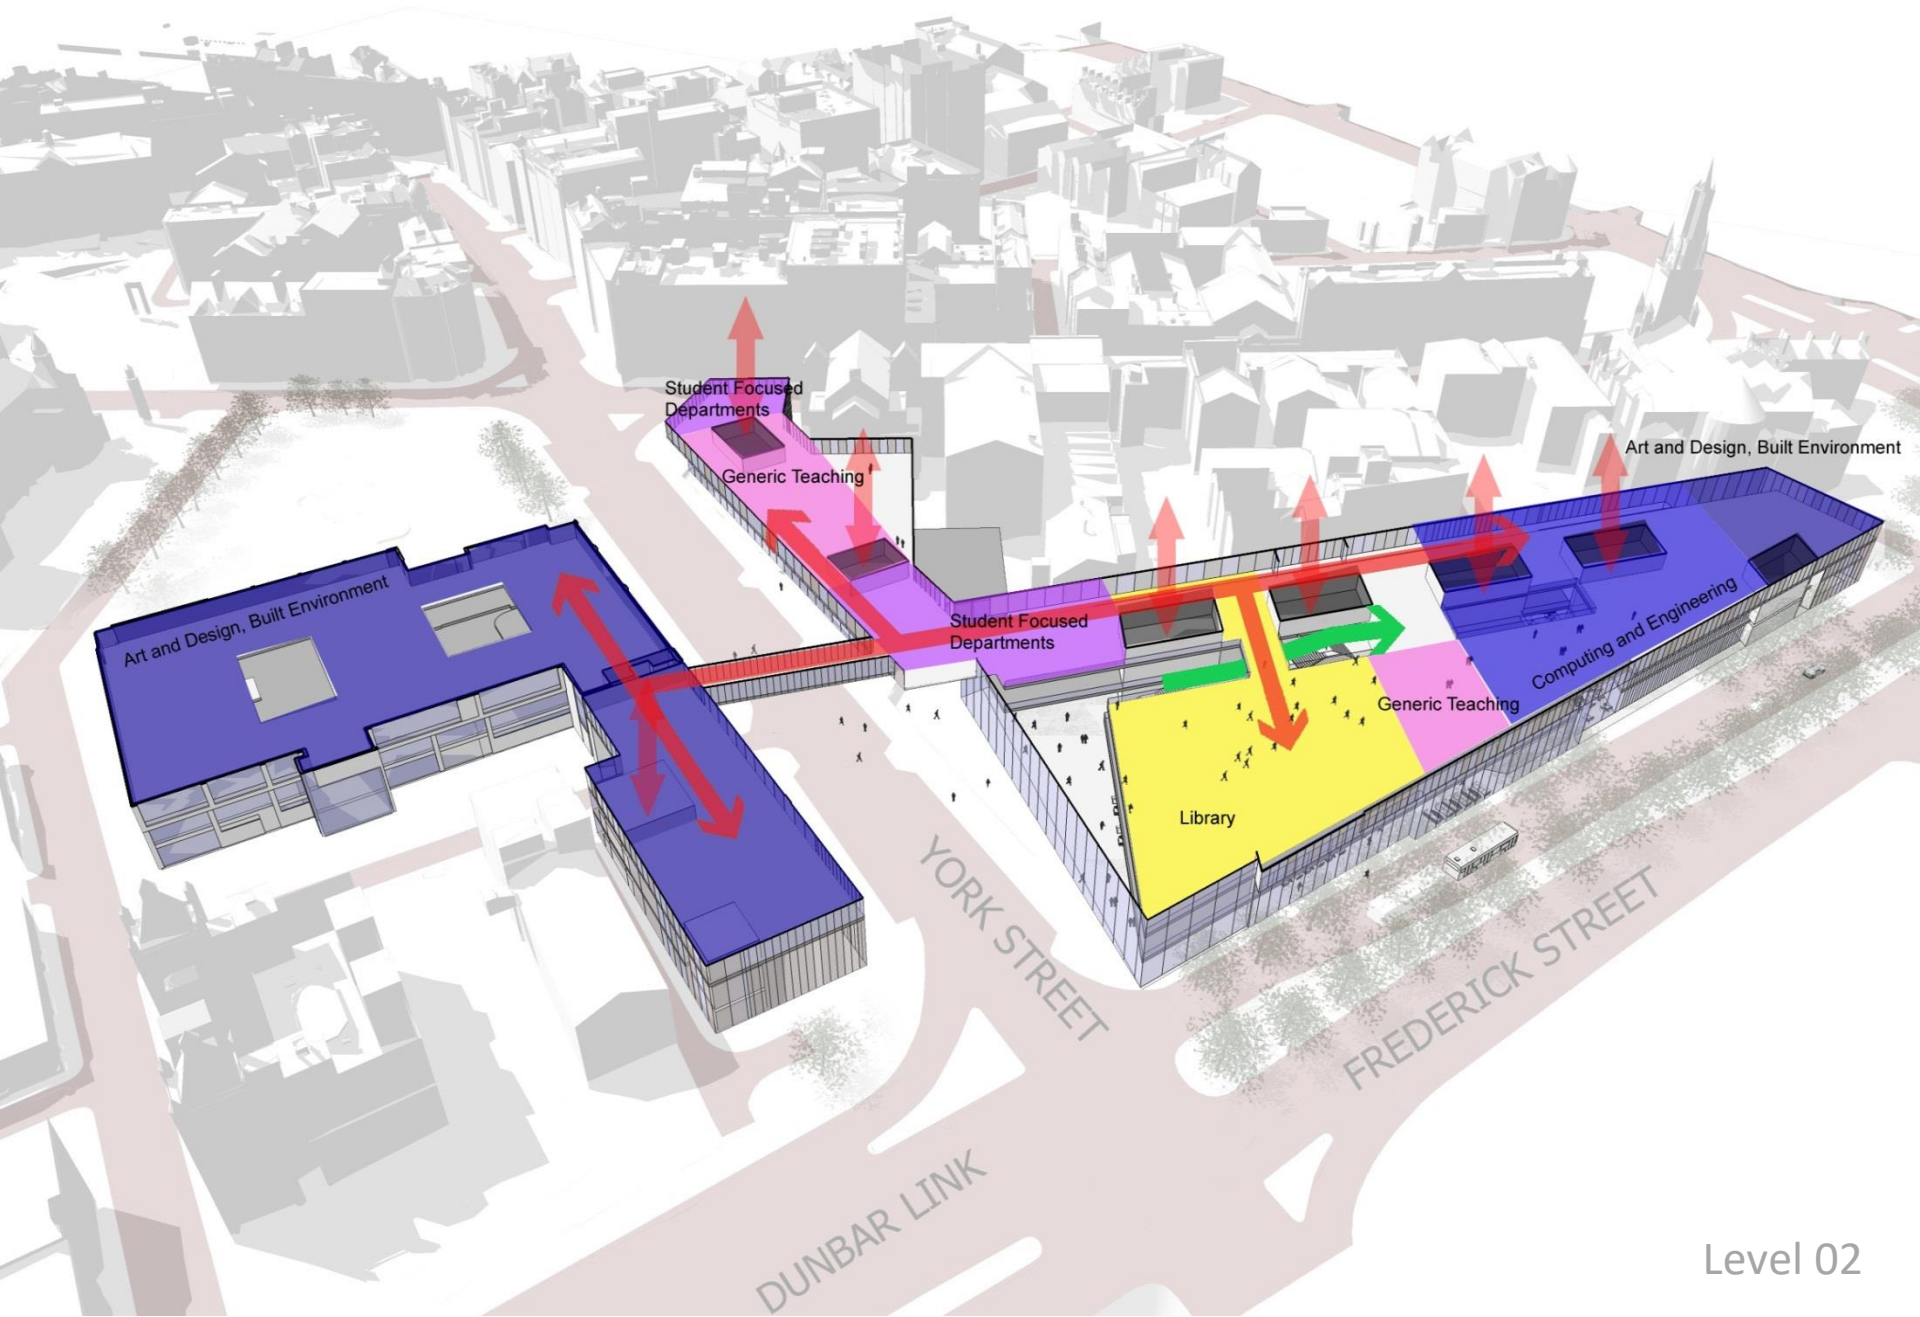 Student Focused
Departments
Generic Teaching
Art and Design, Built Environment
Art and Design, Built Environment
Student Focused
Departments
Computing and Engineering
Generic Teaching
Library
YORK STREET
FREDERICK STREET
DUNBAR LINK
Level 02